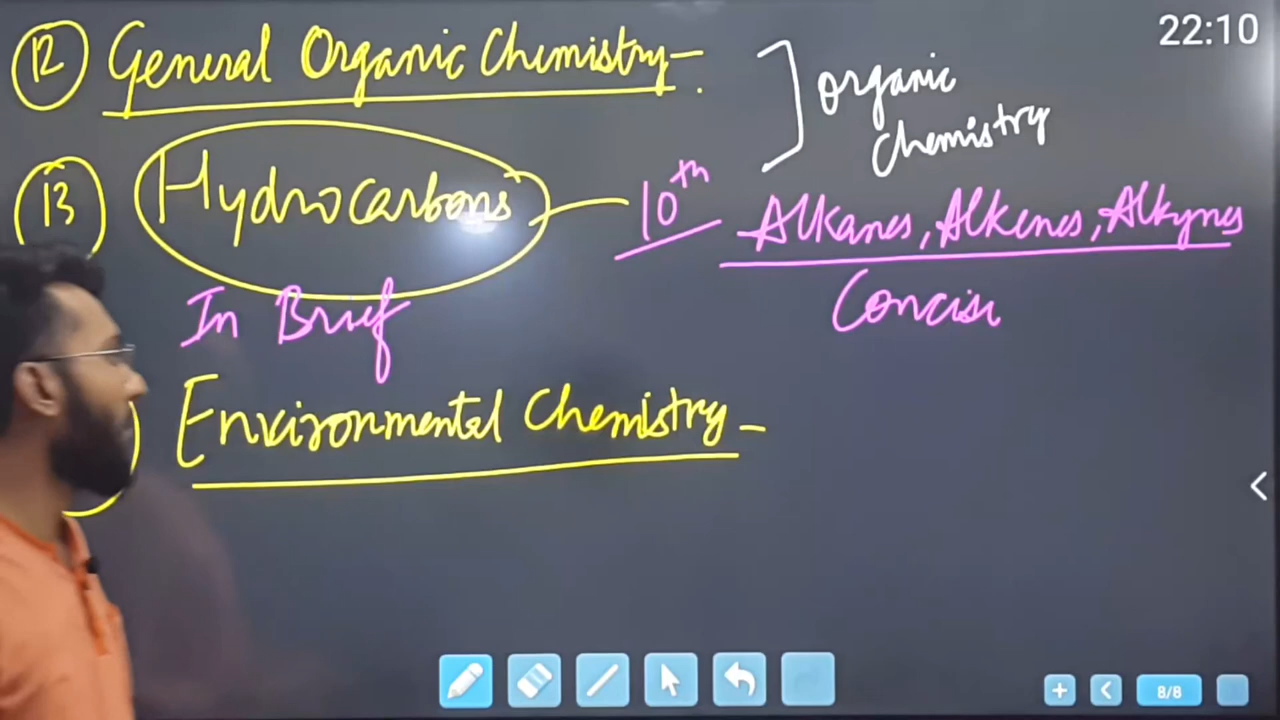 22:10
12 General Organic Chemistry -
organic
chemistry
13 Hydrocarbons — 10th Alkanes, Alkenes, Alkynes
In Brief Concise
Environmental Chemistry -
8/8